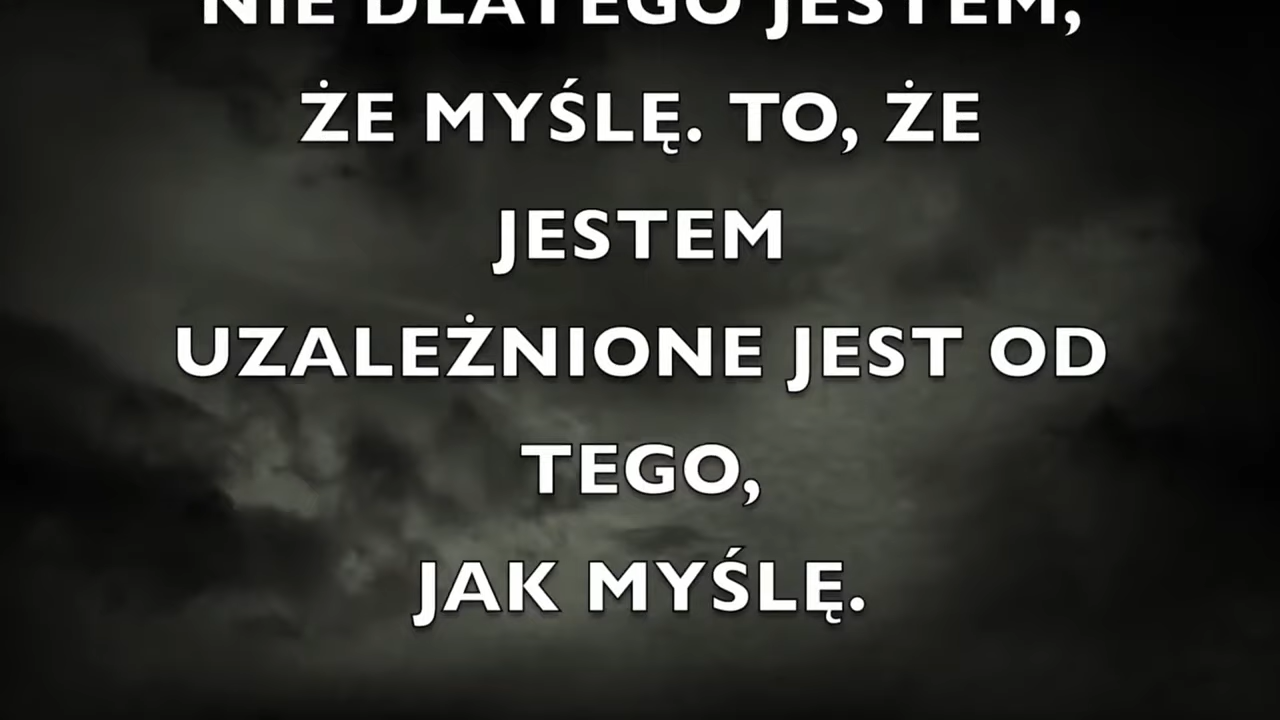 NIE DLATEGO JESTEM,
ŻE MYŚLĘ. TO, ŻE
JESTEM
UZALEŻNIONE JEST OD
TEGO,
JAK MYŚLĘ.